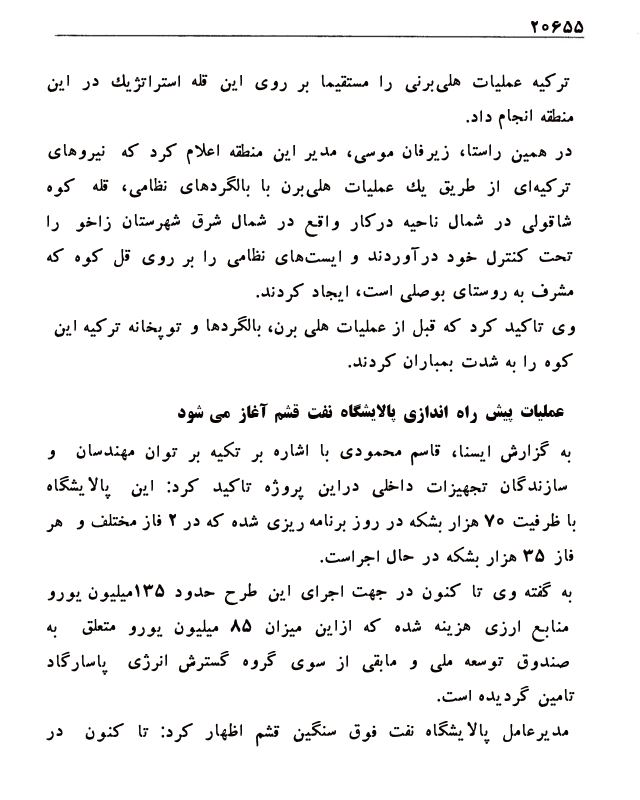 ۲۰۶۵۵
ترکیه عملیات هلی‌برنی را مستقیما بر روی این قله استراتژیك در این
منطقه انجام داد.
در همین راستا، زیرفان موسی، مدیر این منطقه اعلام کرد که نیروهای
ترکیه‌ای از طریق یك عملیات هلی‌برن با بالگردهای نظامی، قله کوه
شاقولی در شمال ناحیه درکار واقع در شمال شرق شهرستان زاخو را
تحت کنترل خود درآوردند و ایست‌های نظامی را بر روی قل کوه که
مشرف به روستای بوصلی است، ایجاد کردند.
وی تاکید کرد که قبل از عملیات هلی برن، بالگردها و توپخانه ترکیه این
کوه را به شدت بمباران کردند.
عملیات پیش راه اندازی پالایشگاه نفت قشم آغاز می شود
به گزارش ایسنا، قاسم محمودی با اشاره بر تکیه بر توان مهندسان و
سازندگان تجهیزات داخلی دراین پروژه تاکید کرد: این پالایشگاه
با ظرفیت ۷۰ هزار بشکه در روز برنامه ریزی شده که در ۲ فاز مختلف و هر
فاز ۳۵ هزار بشکه در حال اجراست.
به گفته وی تا کنون در جهت اجرای این طرح حدود ۱۳۵میلیون یورو
منابع ارزی هزینه شده که ازاین میزان ۸۵ میلیون یورو متعلق به
صندوق توسعه ملی و مابقی از سوی گروه گسترش انرژی پاسارگاد
تامین گردیده است.
مدیرعامل پالایشگاه نفت فوق سنگین قشم اظهار کرد: تا کنون در